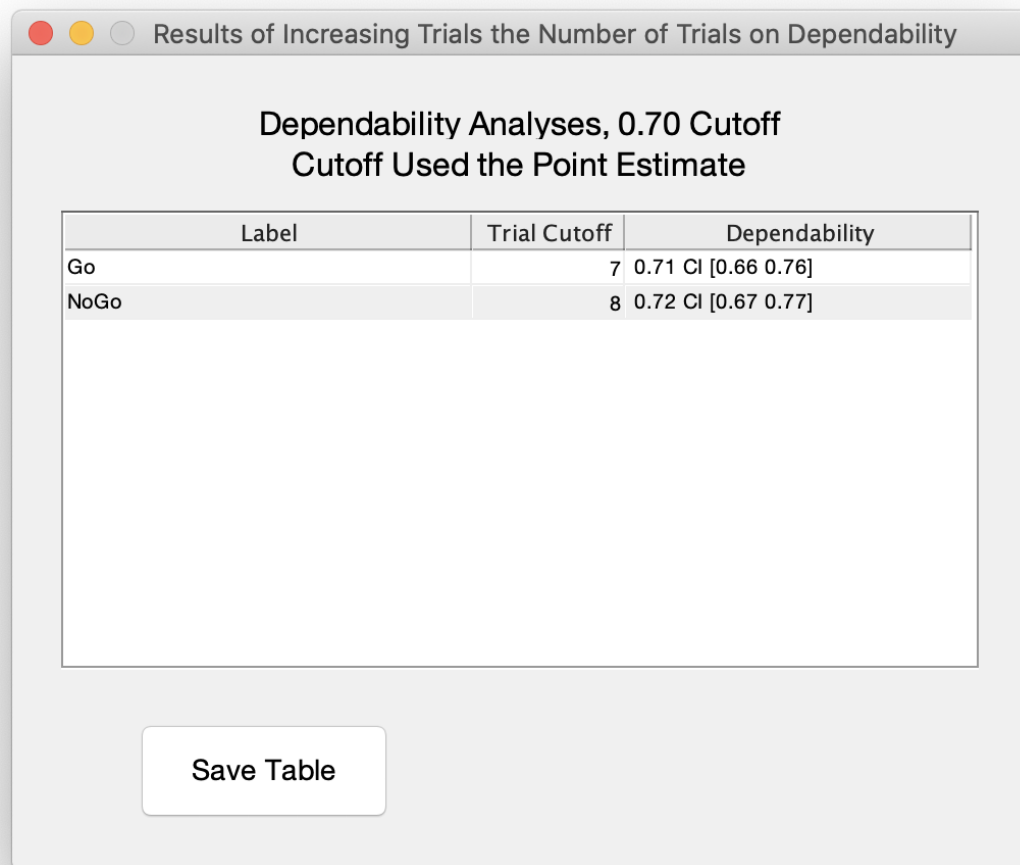 Results of Increasing Trials the Number of Trials on Dependability
Dependability Analyses, 0.70 Cutoff
Cutoff Used the Point Estimate
Label Trial Cutoff Dependability
Go 7 0.71 CI [0.66 0.76]
NoGo 8 0.72 CI [0.67 0.77]
Save Table